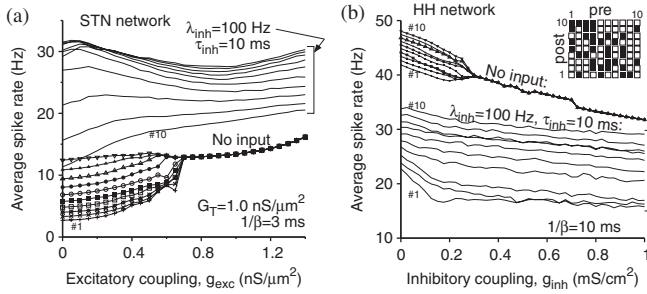 (a)
STN network
λinh=100 Hz
τinh=10 ms
#10
No input
#1
GT=1.0 nS/μm2
1/β=3 ms
Average spike rate (Hz)
0
10
20
30
0
0.4
0.8
1.2
Excitatory coupling, gexc (nS/μm2)
(b)
HH network
pre
1
10
post
1
10
#10
#1
No input:
#10
λinh=100 Hz, τinh=10 ms:
#1
1/β=10 ms
Average spike rate (Hz)
10
20
30
40
50
0
0.2
0.4
0.6
0.8
1
Inhibitory coupling, ginh (mS/cm2)